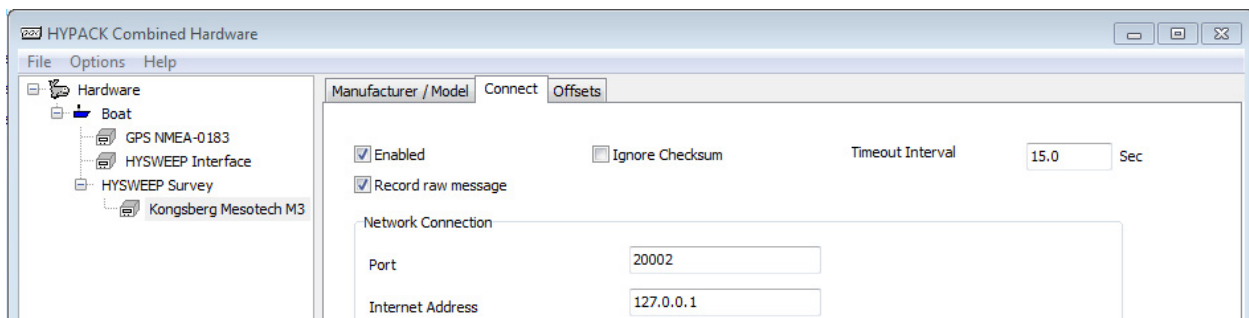 HYPACK Combined Hardware
File Options Help
Hardware
Boat
GPS NMEA-0183
HYSWEEP Interface
HYSWEEP Survey
Kongsberg Mesotech M3
Manufacturer / Model Connect Offsets
Enabled Ignore Checksum Timeout Interval 15.0 Sec
Record raw message
Network Connection
Port 20002
Internet Address 127.0.0.1